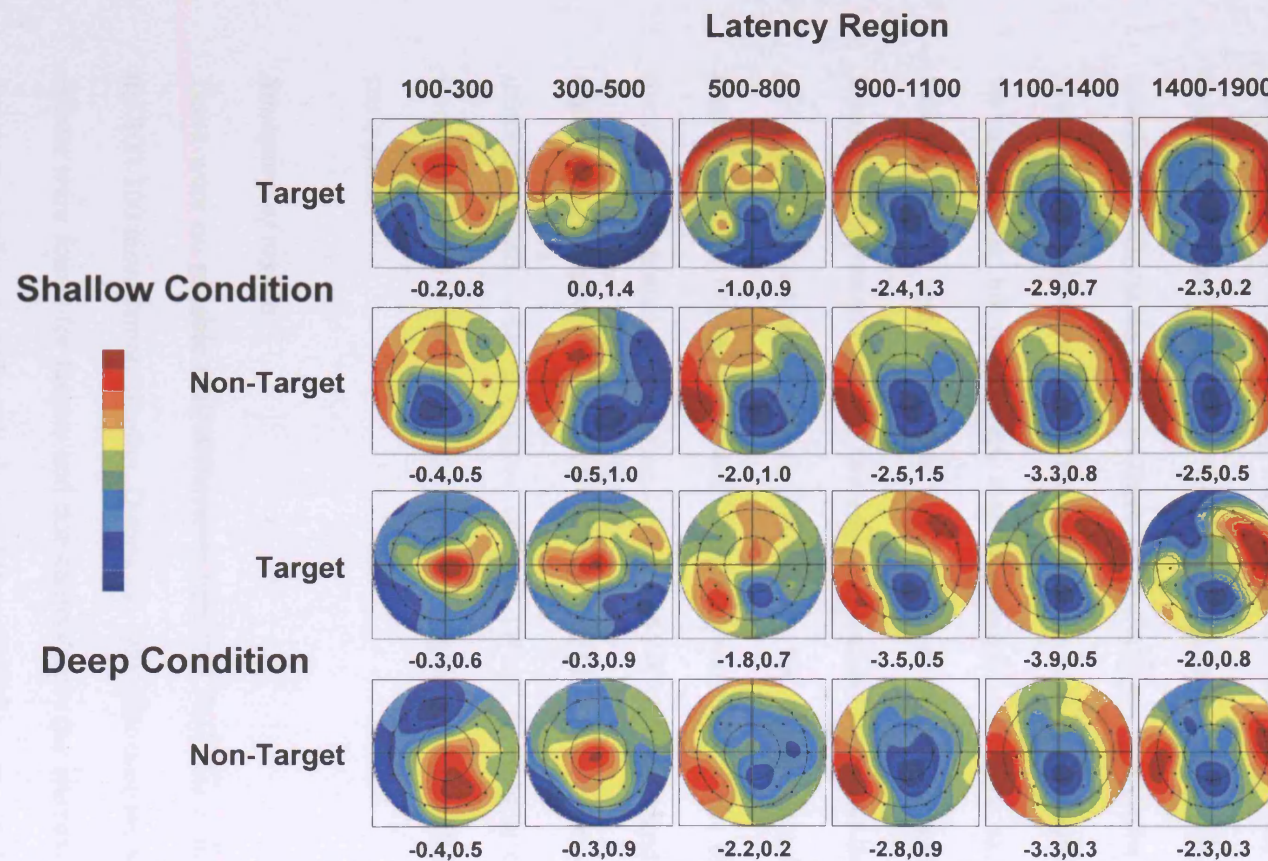 Latency Region
100-300 300-500 500-800 900-1100 1100-1400 1400-1900
Target
Shallow Condition
-0.2,0.8 0.0,1.4 -1.0,0.9 -2.4,1.3 -2.9,0.7 -2.3,0.2
Non-Target
-0.4,0.5 -0.5,1.0 -2.0,1.0 -2.5,1.5 -3.3,0.8 -2.5,0.5
Target
Deep Condition
-0.3,0.6 -0.3,0.9 -1.8,0.7 -3.5,0.5 -3.9,0.5 -2.0,0.8
Non-Target
-0.4,0.5 -0.3,0.9 -2.2,0.2 -2.8,0.9 -3.3,0.3 -2.3,0.3